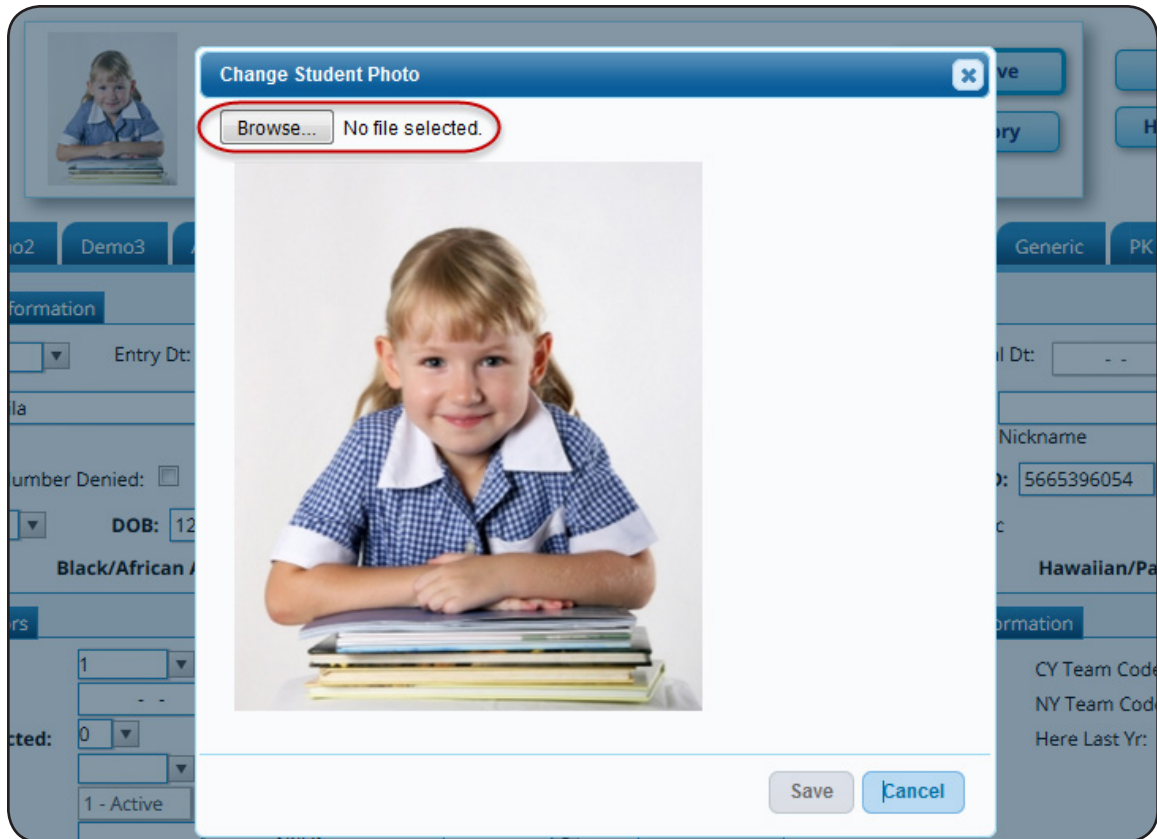 Change Student Photo
ve
Browse... No file selected.
ory
H
o2 Demo3 Generic PK
formation
Entry Dt: l Dt: - -
la
Nickname
umber Denied: D: 5665396054
DOB: 12 c
Black/African A Hawaiian/Pa
rs ormation
1 CY Team Code
- - NY Team Cod
cted: 0 Here Last Yr:
1 - Active
Save Cancel